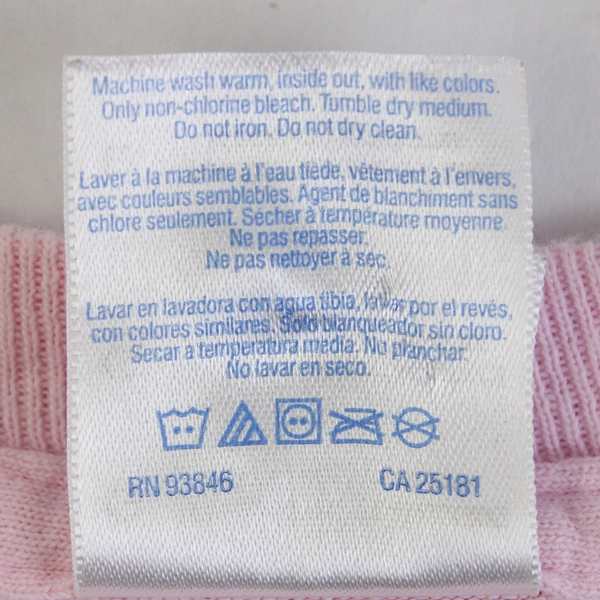 Machine wash warm, inside out, with like colors.
Only non-chlorine bleach. Tumble dry medium.
Do not iron. Do not dry clean.
Laver à la machine à l'eau tiède, vêtement à l'envers,
avec couleurs semblables. Agent de blanchiment sans
chlore seulement. Sécher à température moyenne.
Ne pas repasser.
Ne pas nettoyer à sec.
Lavar en lavadora con agua tibia, lavar por el revés,
con colores similares. Solo blanqueador sin cloro.
Secar a temperatura media. No planchar.
No lavar en seco.
RN 93846 CA 25181